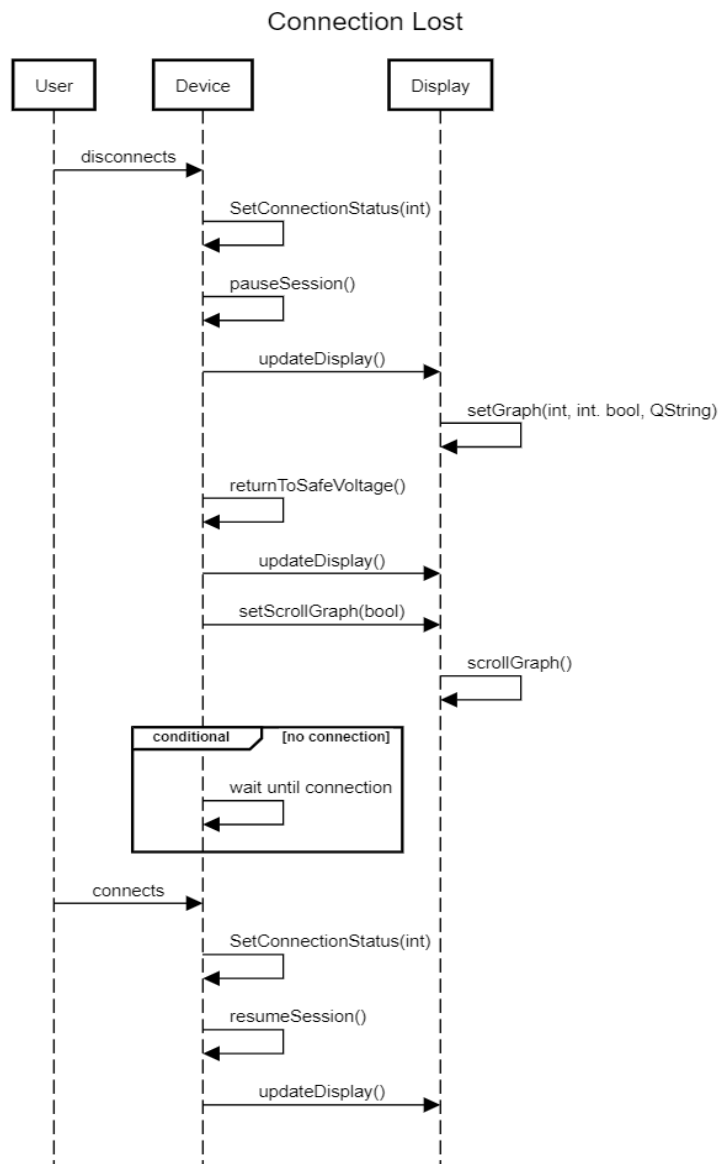 Connection Lost
User
Device
Display
disconnects
SetConnectionStatus(int)
pauseSession()
updateDisplay()
setGraph(int, int. bool, QString)
returnToSafeVoltage()
updateDisplay()
setScrollGraph(bool)
scrollGraph()
conditional
[no connection]
wait until connection
connects
SetConnectionStatus(int)
resumeSession()
updateDisplay()